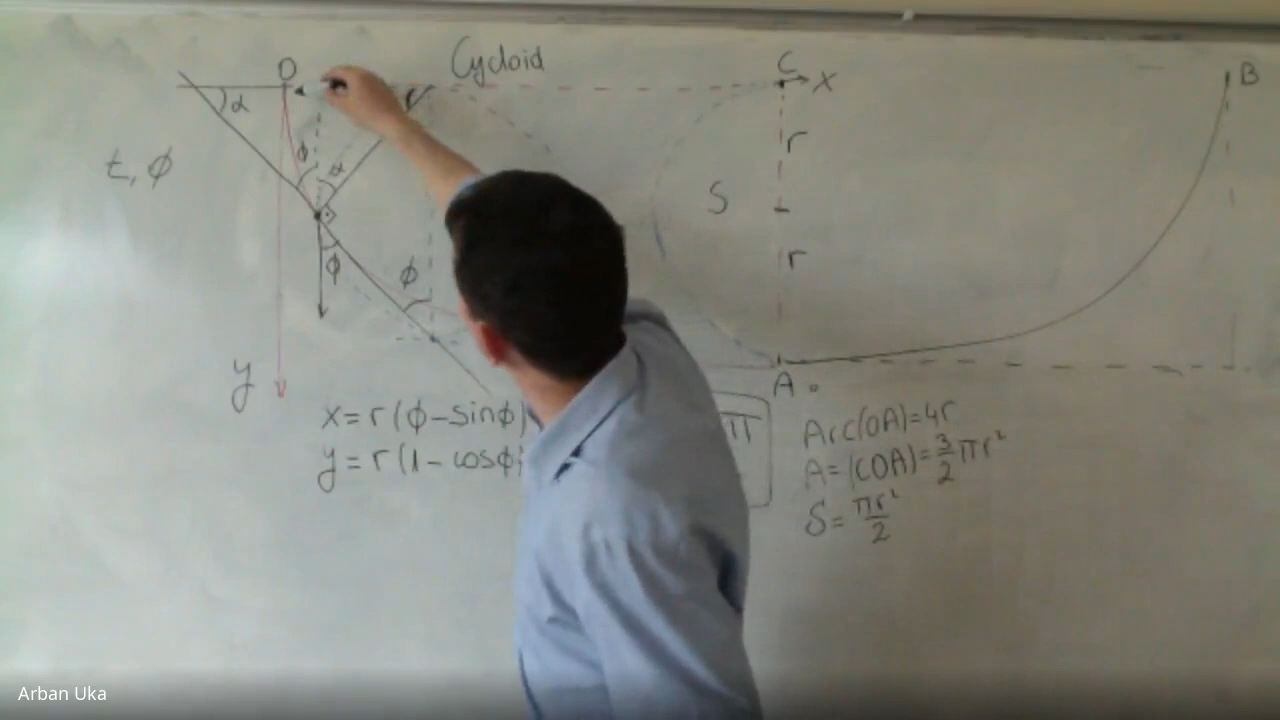 Cycloid
O
C
x
B
α
r
t, ϕ
ϕ
α
S
r
ϕ
ϕ
y
A
x = r(ϕ-sinϕ)
y = r(1-cosϕ)
π
Arc(OA)=4r
A=(COA)=3/2 πr²
S=πr²/2
Arban Uka